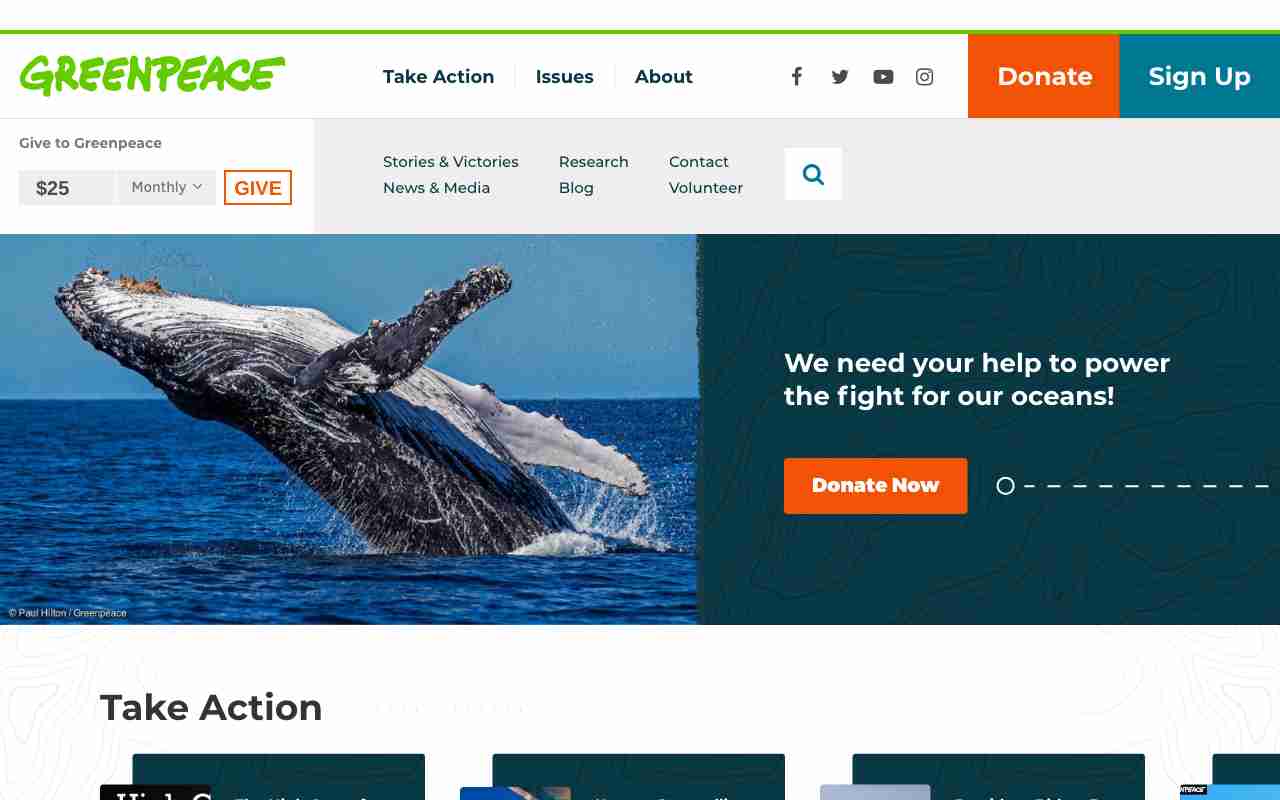 GREENPEACE
Take Action
Issues
About
Donate
Sign Up
Give to Greenpeace
$25
Monthly
GIVE
Stories & Victories
Research
Contact
News & Media
Blog
Volunteer
We need your help to power
the fight for our oceans!
Donate Now
© Paul Hilton / Greenpeace
Take Action